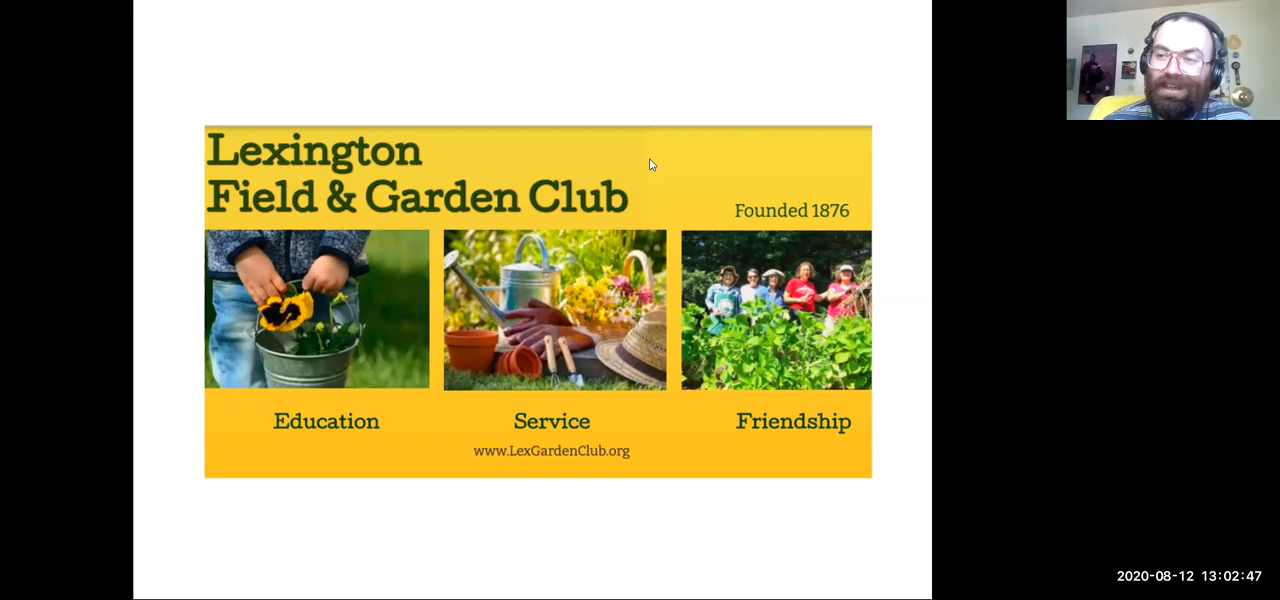 Lexington
Field & Garden Club
Founded 1876
Education
Service
Friendship
www.LexGardenClub.org
2020-08-12 13:02:47